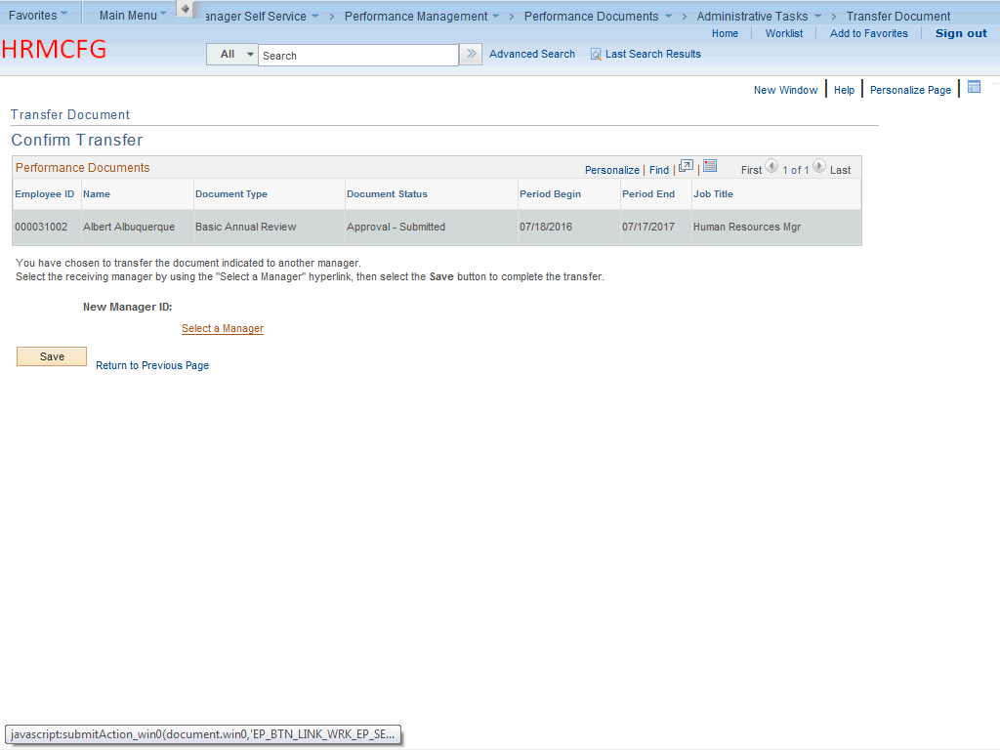 Favorites Main Menu anager Self Service > Performance Management > Performance Documents > Administrative Tasks > Transfer Document
Home Worklist Add to Favorites Sign out
HRMCFG
All Search Advanced Search Last Search Results
New Window Help Personalize Page
Transfer Document
Confirm Transfer
Performance Documents Personalize | Find | | First 1 of 1 Last
Employee ID Name Document Type Document Status Period Begin Period End Job Title
000031002 Albert Albuquerque Basic Annual Review Approval - Submitted 07/18/2016 07/17/2017 Human Resources Mgr
You have chosen to transfer the document indicated to another manager.
Select the receiving manager by using the "Select a Manager" hyperlink, then select the Save button to complete the transfer.
New Manager ID:
Select a Manager
Save Return to Previous Page
javascript:submitAction_win0(document.win0,'EP_BTN_LINK_WRK_EP_SE...